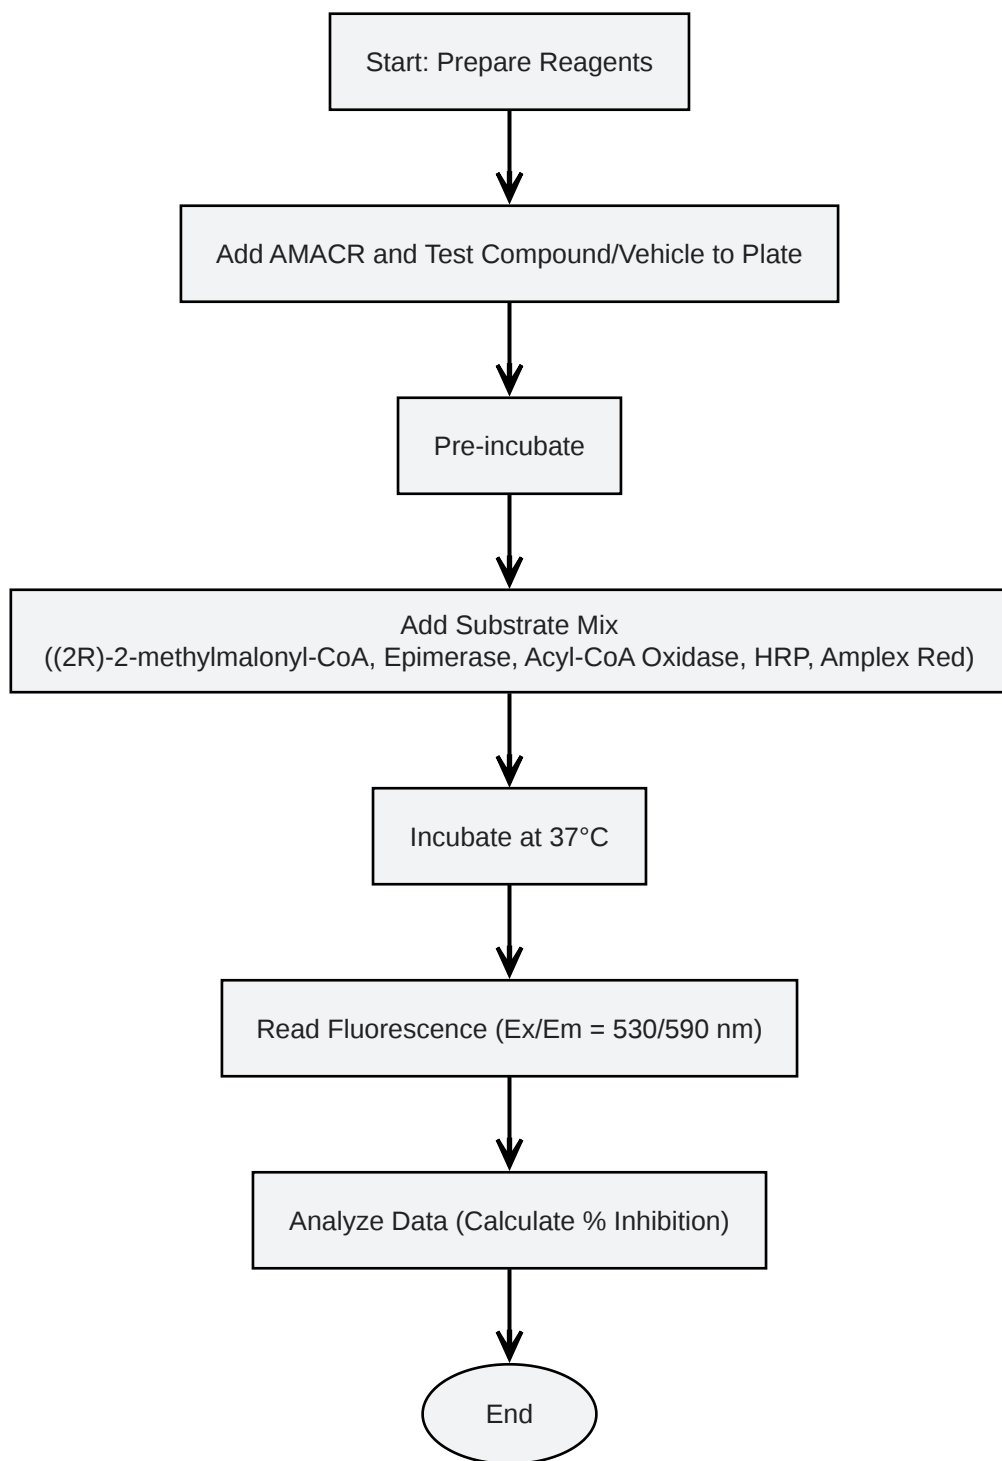 Start: Prepare Reagents
Add AMACR and Test Compound/Vehicle to Plate
Pre-incubate
Add Substrate Mix
((2R)-2-methylmalonyl-CoA, Epimerase, Acyl-CoA Oxidase, HRP, Amplex Red)
Incubate at 37°C
Read Fluorescence (Ex/Em = 530/590 nm)
Analyze Data (Calculate % Inhibition)
End